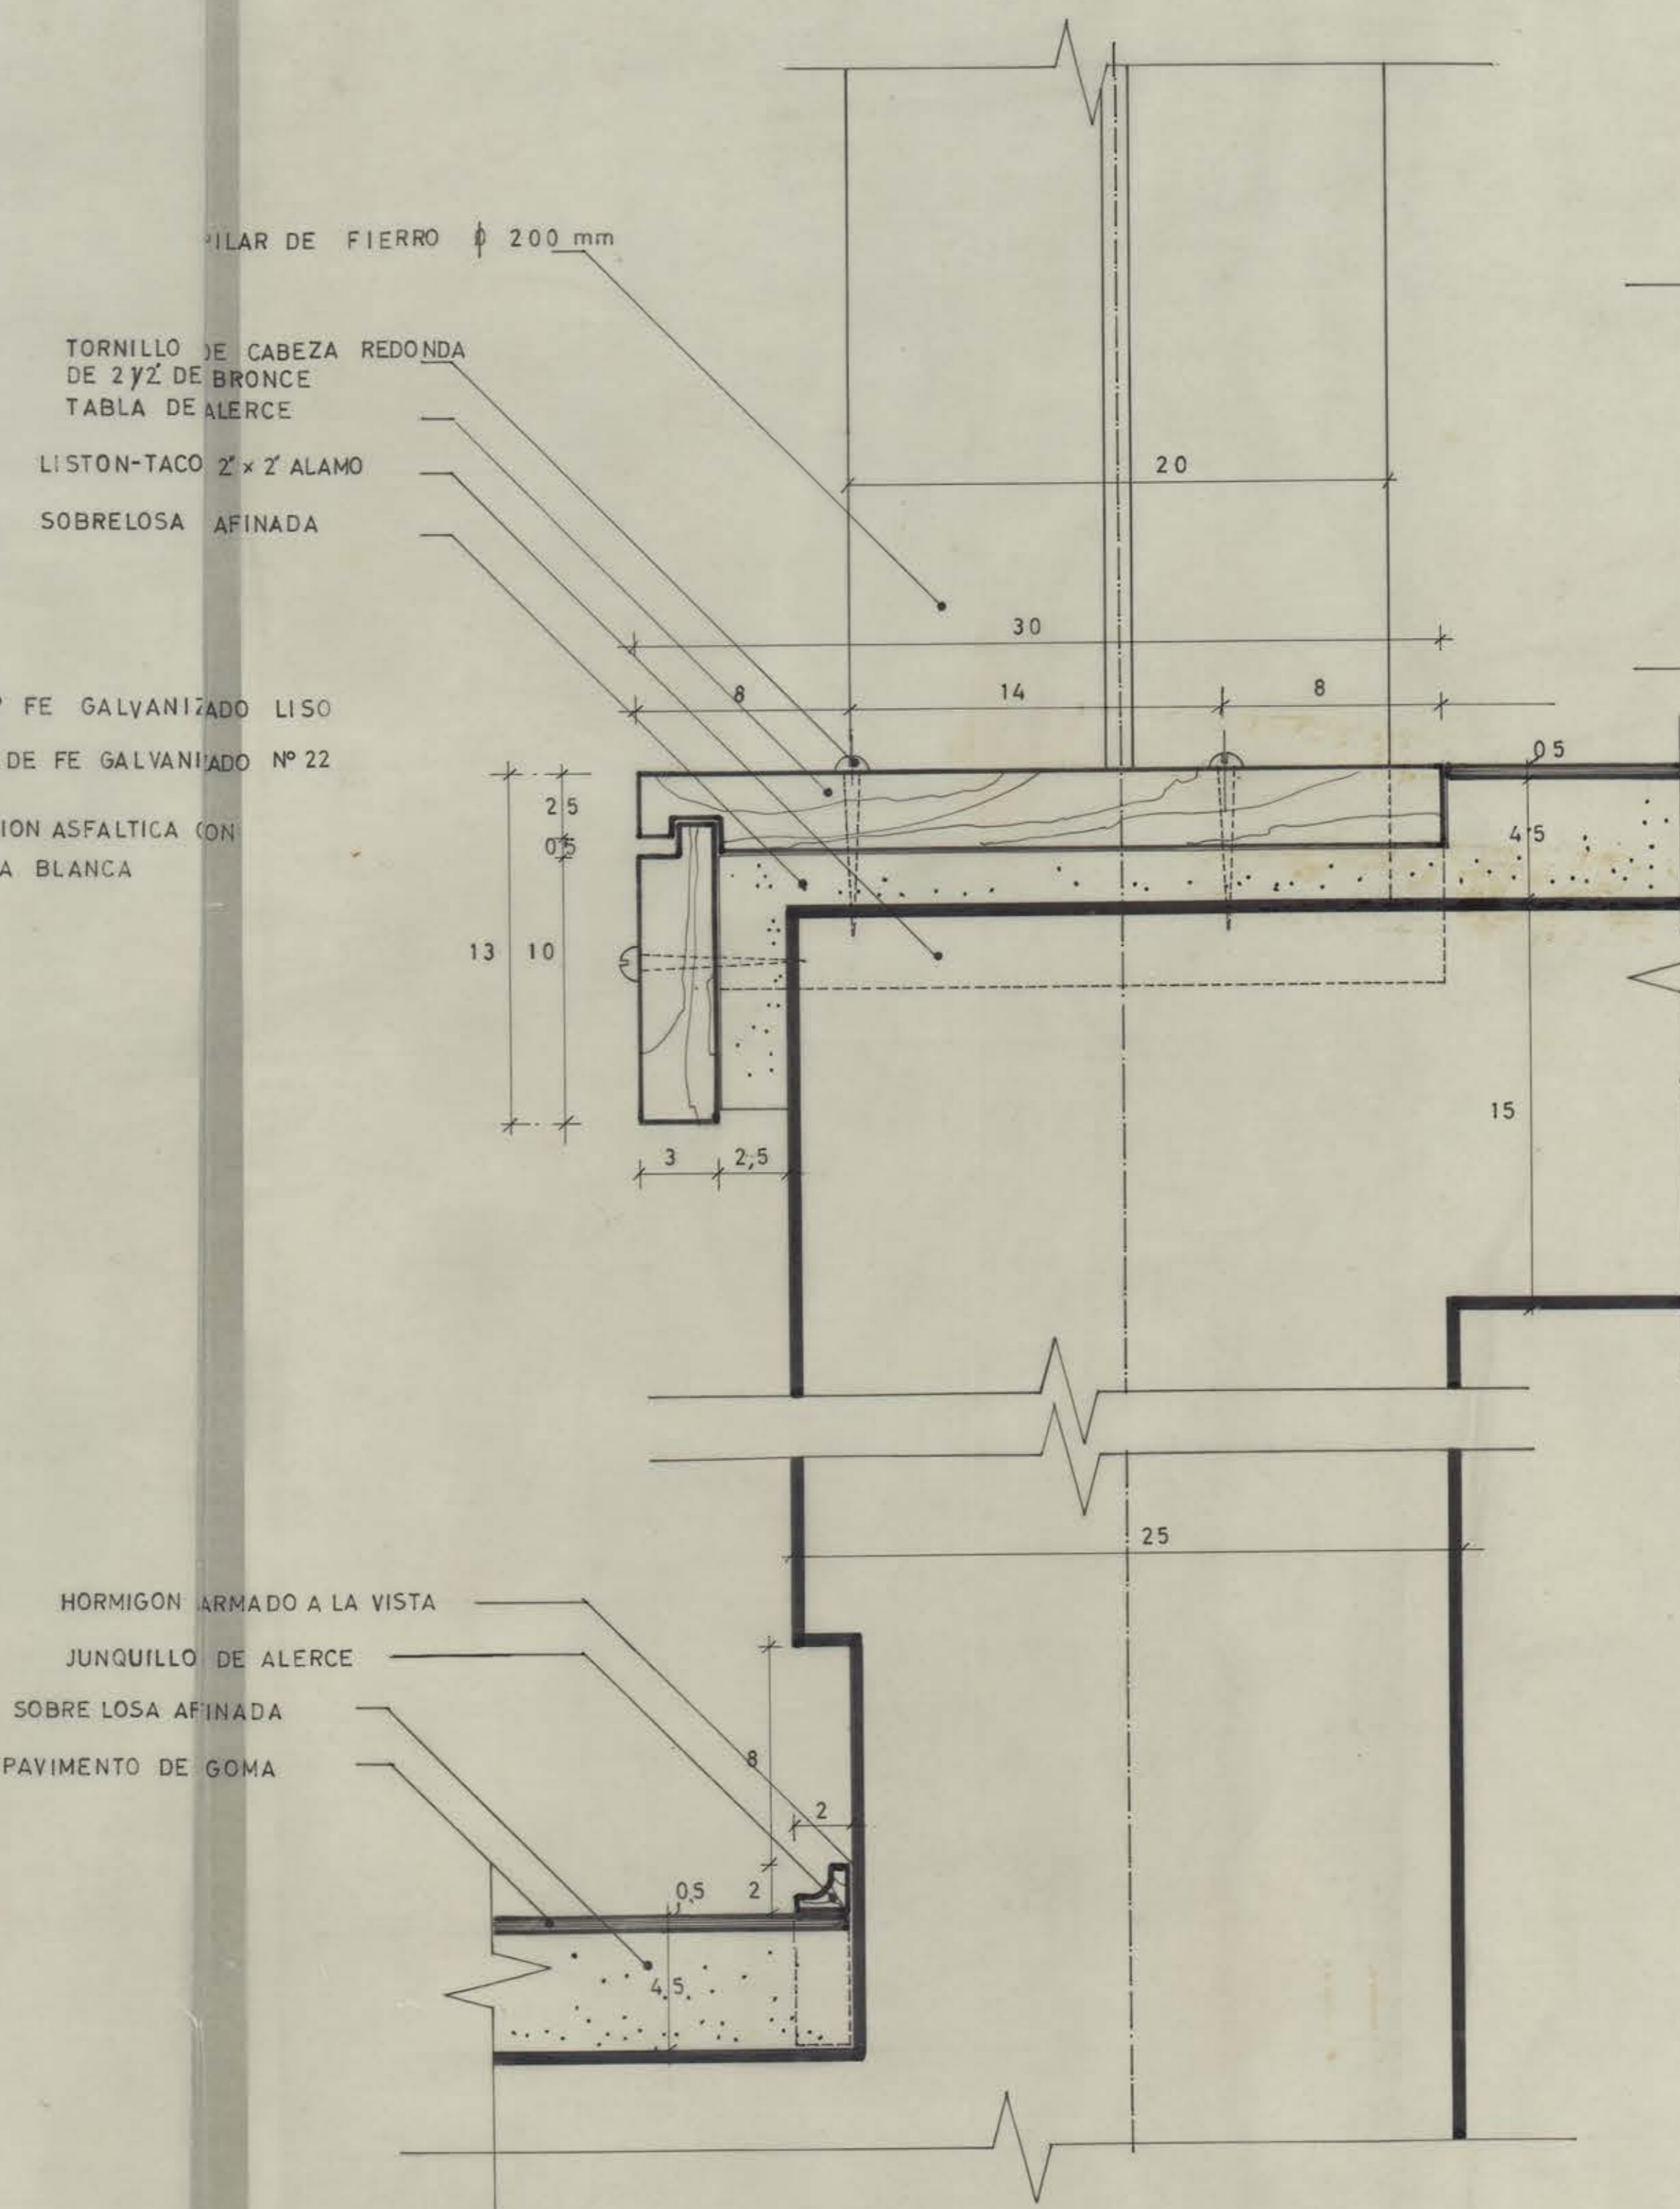 PILAR DE FIERRO ϕ 200 mm
TORNILLO DE CABEZA REDONDA
DE 2 1/2" DE BRONCE
TABLA DE ALERCE
LISTON-TACO 2" x 2" ALAMO
SOBRELOSA AFINADA
20
30
8
14
8
FE GALVANIZADO LISO
DE FE GALVANIZADO Nº 22
ION ASFALTICA CON
A BLANCA
05
2 5
0,5
4,5
13
10
15
3
2,5
25
HORMIGON ARMADO A LA VISTA
JUNQUILLO DE ALERCE
SOBRE LOSA AFINADA
PAVIMENTO DE GOMA
8
2
0,5
2
4,5